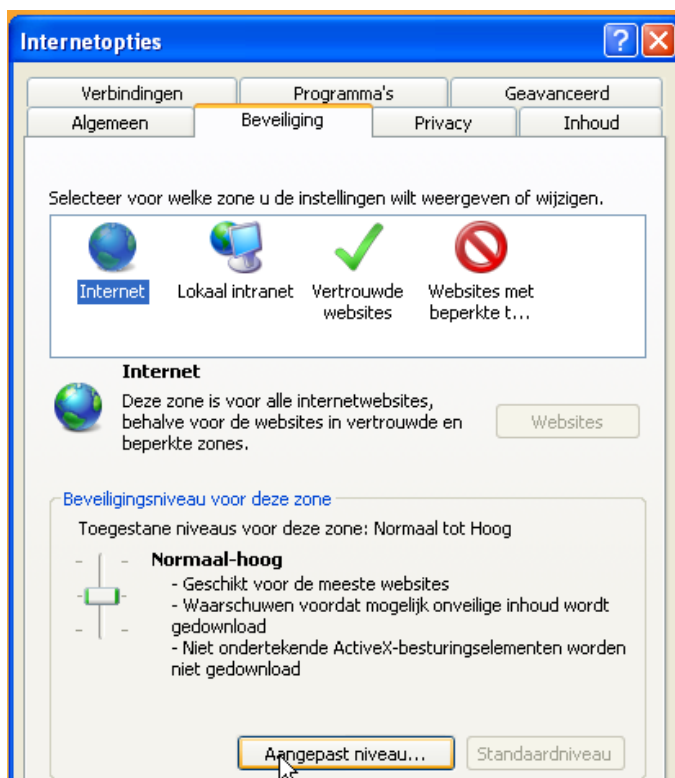 Internetopties
Verbindingen Programma's Geavanceerd
Algemeen Beveiliging Privacy Inhoud
Selecteer voor welke zone u de instellingen wilt weergeven of wijzigen.
Internet Lokaal intranet Vertrouwde websites Websites met beperkte t...
Internet
Deze zone is voor alle internetwebsites,
behalve voor de websites in vertrouwde en
beperkte zones.
Websites
Beveiligingsniveau voor deze zone
Toegestane niveaus voor deze zone: Normaal tot Hoog
Normaal-hoog
- Geschikt voor de meeste websites
- Waarschuwen voordat mogelijk onveilige inhoud wordt
gedownload
- Niet ondertekende ActiveX-besturingselementen worden
niet gedownload
Aangepast niveau... Standaardniveau